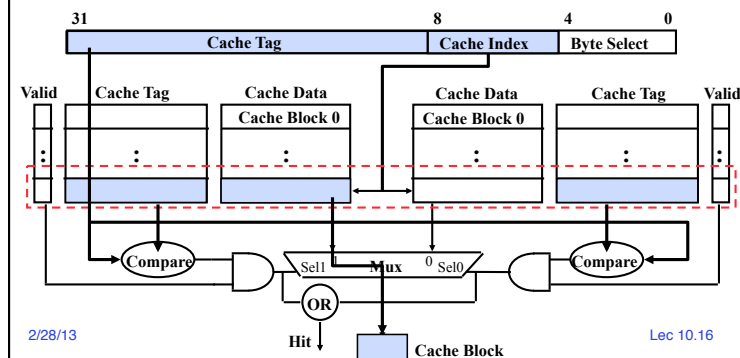 31 8 4 0
Cache Tag Cache Index Byte Select
Valid Cache Tag Cache Data Cache Data Cache Tag Valid
Cache Block 0 Cache Block 0
: : : : : :
Compare Sel1 1 Mux 0 Sel0 Compare
OR
Hit
Cache Block
2/28/13 Lec 10.16